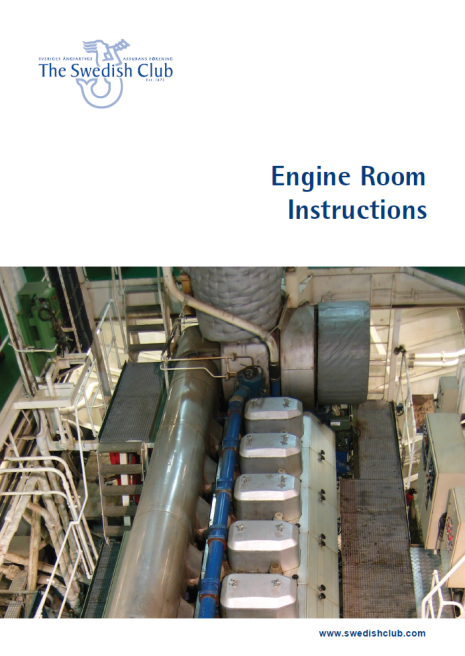 SVERIGES ÅNGFARTYGS ASSURANS FÖRENING
The Swedish Club
Est. 1872
Engine Room
Instructions
www.swedishclub.com